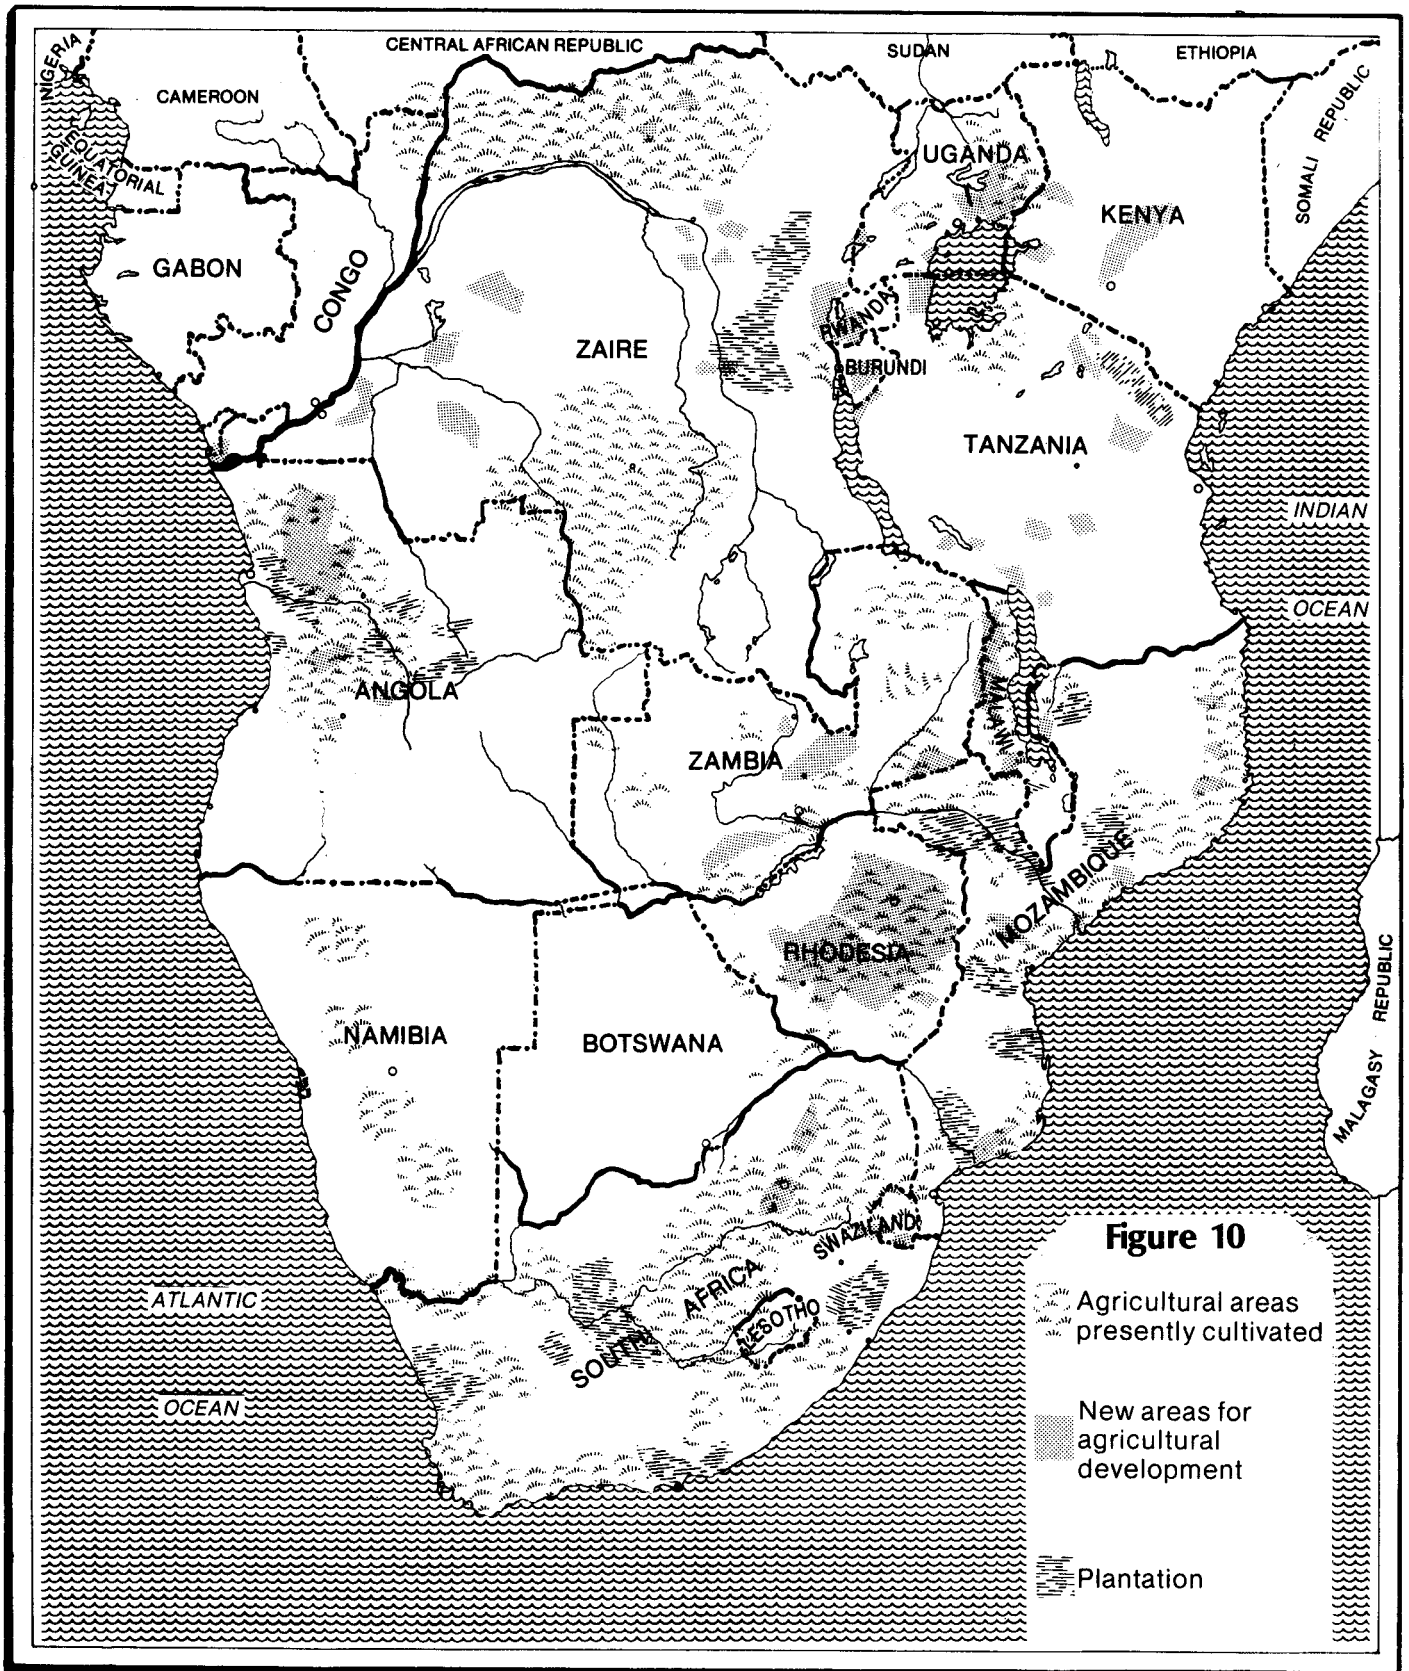 CENTRAL AFRICAN REPUBLIC
SUDAN
ETHIOPIA
NIGERIA
CAMEROON
SOMALI REPUBLIC
EQUATORIAL
GUINEA
UGANDA
KENYA
GABON
CONGO
RWANDA
ZAIRE
BURUNDI
TANZANIA
INDIAN
OCEAN
ANGOLA
MALAWI
ZAMBIA
MOZAMBIQUE
RHODESIA
NAMIBIA
BOTSWANA
MALAGASY REPUBLIC
SWAZILAND
SOUTH AFRICA
LESOTHO
ATLANTIC
OCEAN
Figure 10
Agricultural areas
presently cultivated
New areas for
agricultural
development
Plantation